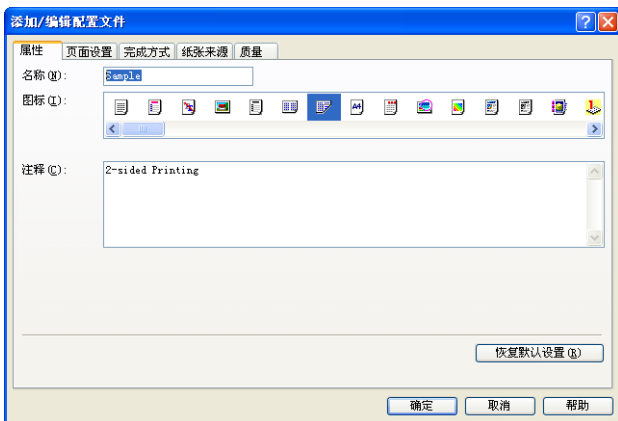 添加/编辑配置文件
属性 页面设置 完成方式 纸张来源 质量
名称(N): Sample
图标(I):
A4
注释(C): 2-sided Printing
恢复默认设置(R)
确定 取消 帮助